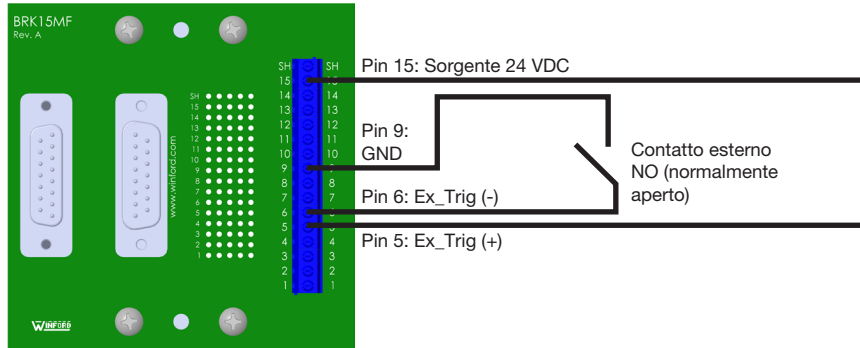 BRK15MF
Rev. A
SH
15
14
13
12
11
10
9
8
7
6
5
4
3
2
1
www.winford.com
SH
15
14
13
12
11
10
9
8
7
6
5
4
3
2
1
SH
14
13
12
11
10
9
8
7
4
3
2
1
WINFORD
Pin 15: Sorgente 24 VDC
Pin 9:
GND
Contatto esterno
NO (normalmente
aperto)
Pin 6: Ex_Trig (-)
Pin 5: Ex_Trig (+)